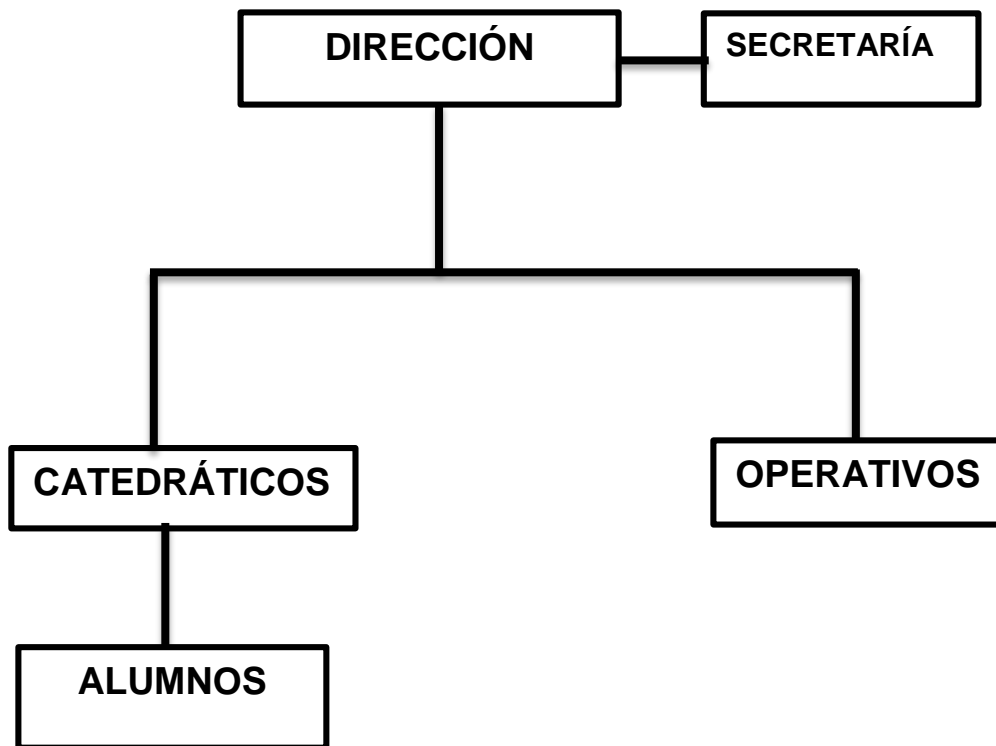 DIRECCIÓN
SECRETARÍA
CATEDRÁTICOS
OPERATIVOS
ALUMNOS